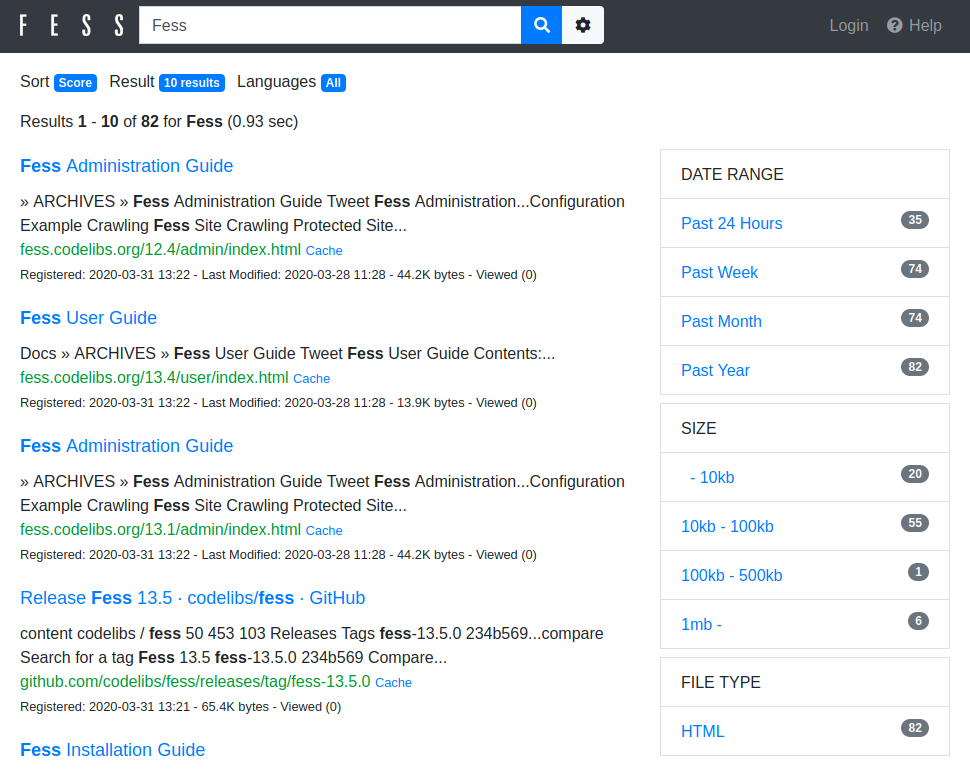 FESS Fess Login Help
Sort Score Result 10 results Languages All
Results 1 - 10 of 82 for Fess (0.93 sec)
Fess Administration Guide
» ARCHIVES » Fess Administration Guide Tweet Fess Administration...Configuration
Example Crawling Fess Site Crawling Protected Site...
fess.codelibs.org/12.4/admin/index.html Cache
Registered: 2020-03-31 13:22 - Last Modified: 2020-03-28 11:28 - 44.2K bytes - Viewed (0)
Fess User Guide
Docs » ARCHIVES » Fess User Guide Tweet Fess User Guide Contents:...
fess.codelibs.org/13.4/user/index.html Cache
Registered: 2020-03-31 13:22 - Last Modified: 2020-03-28 11:28 - 13.9K bytes - Viewed (0)
Fess Administration Guide
» ARCHIVES » Fess Administration Guide Tweet Fess Administration...Configuration
Example Crawling Fess Site Crawling Protected Site...
fess.codelibs.org/13.1/admin/index.html Cache
Registered: 2020-03-31 13:22 - Last Modified: 2020-03-28 11:28 - 44.2K bytes - Viewed (0)
Release Fess 13.5 · codelibs/fess · GitHub
content codelibs / fess 50 453 103 Releases Tags fess-13.5.0 234b569...compare
Search for a tag Fess 13.5 fess-13.5.0 234b569 Compare...
github.com/codelibs/fess/releases/tag/fess-13.5.0 Cache
Registered: 2020-03-31 13:21 - 65.4K bytes - Viewed (0)
Fess Installation Guide
DATE RANGE
Past 24 Hours 35
Past Week 74
Past Month 74
Past Year 82
SIZE
- 10kb 20
10kb - 100kb 55
100kb - 500kb 1
1mb - 6
FILE TYPE
HTML 82